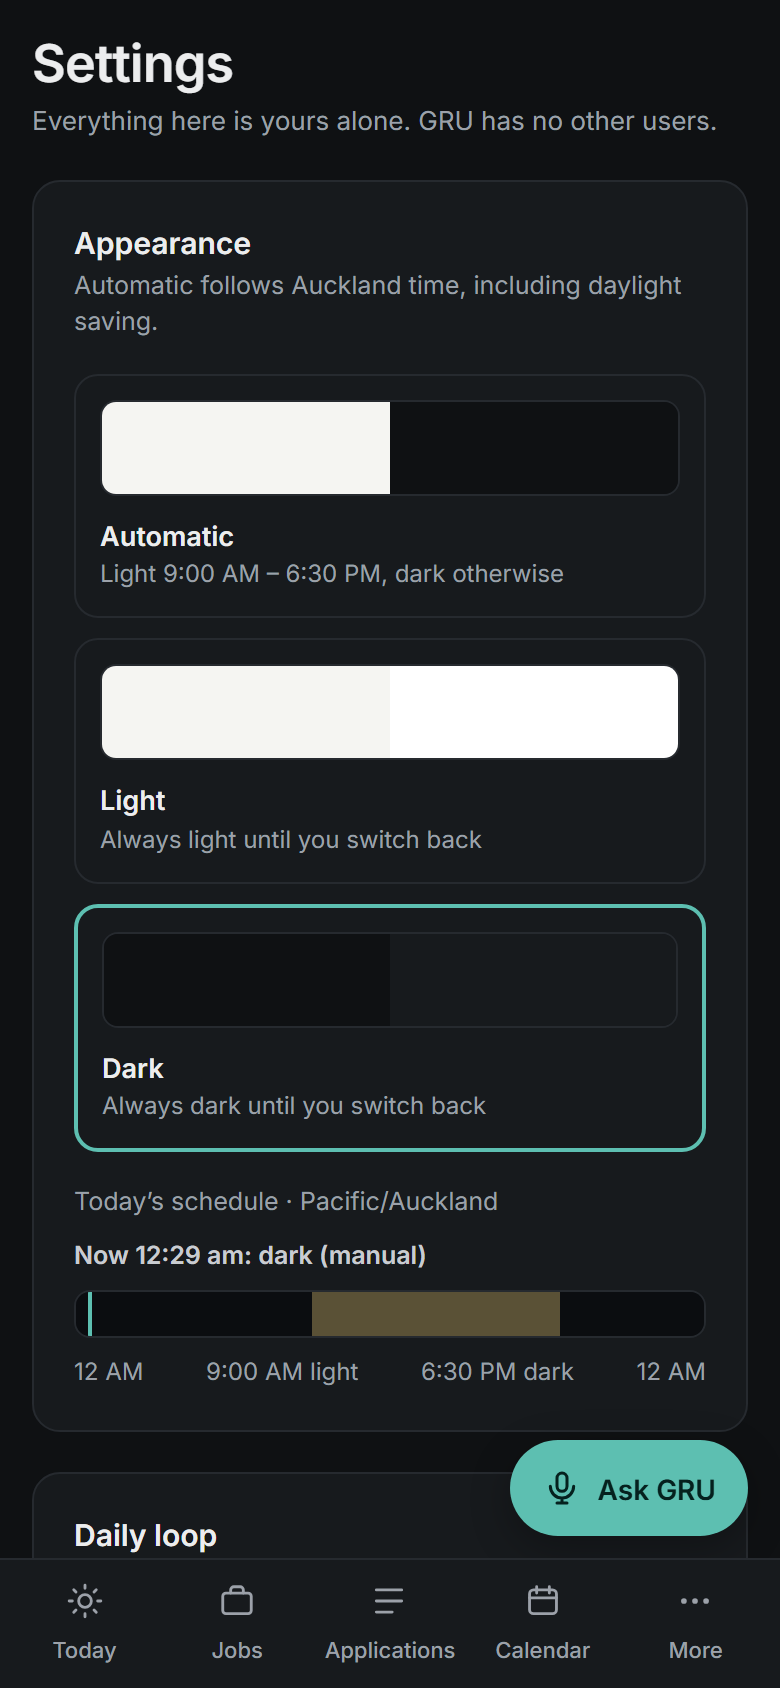 Settings
Everything here is yours alone. GRU has no other users.
Appearance
Automatic follows Auckland time, including daylight
saving.
Automatic
Light 9:00 AM – 6:30 PM, dark otherwise
Light
Always light until you switch back
Dark
Always dark until you switch back
Today’s schedule · Pacific/Auckland
Now 12:29 am: dark (manual)
12 AM 9:00 AM light 6:30 PM dark 12 AM
Ask GRU
Daily loop
Today Jobs Applications Calendar More